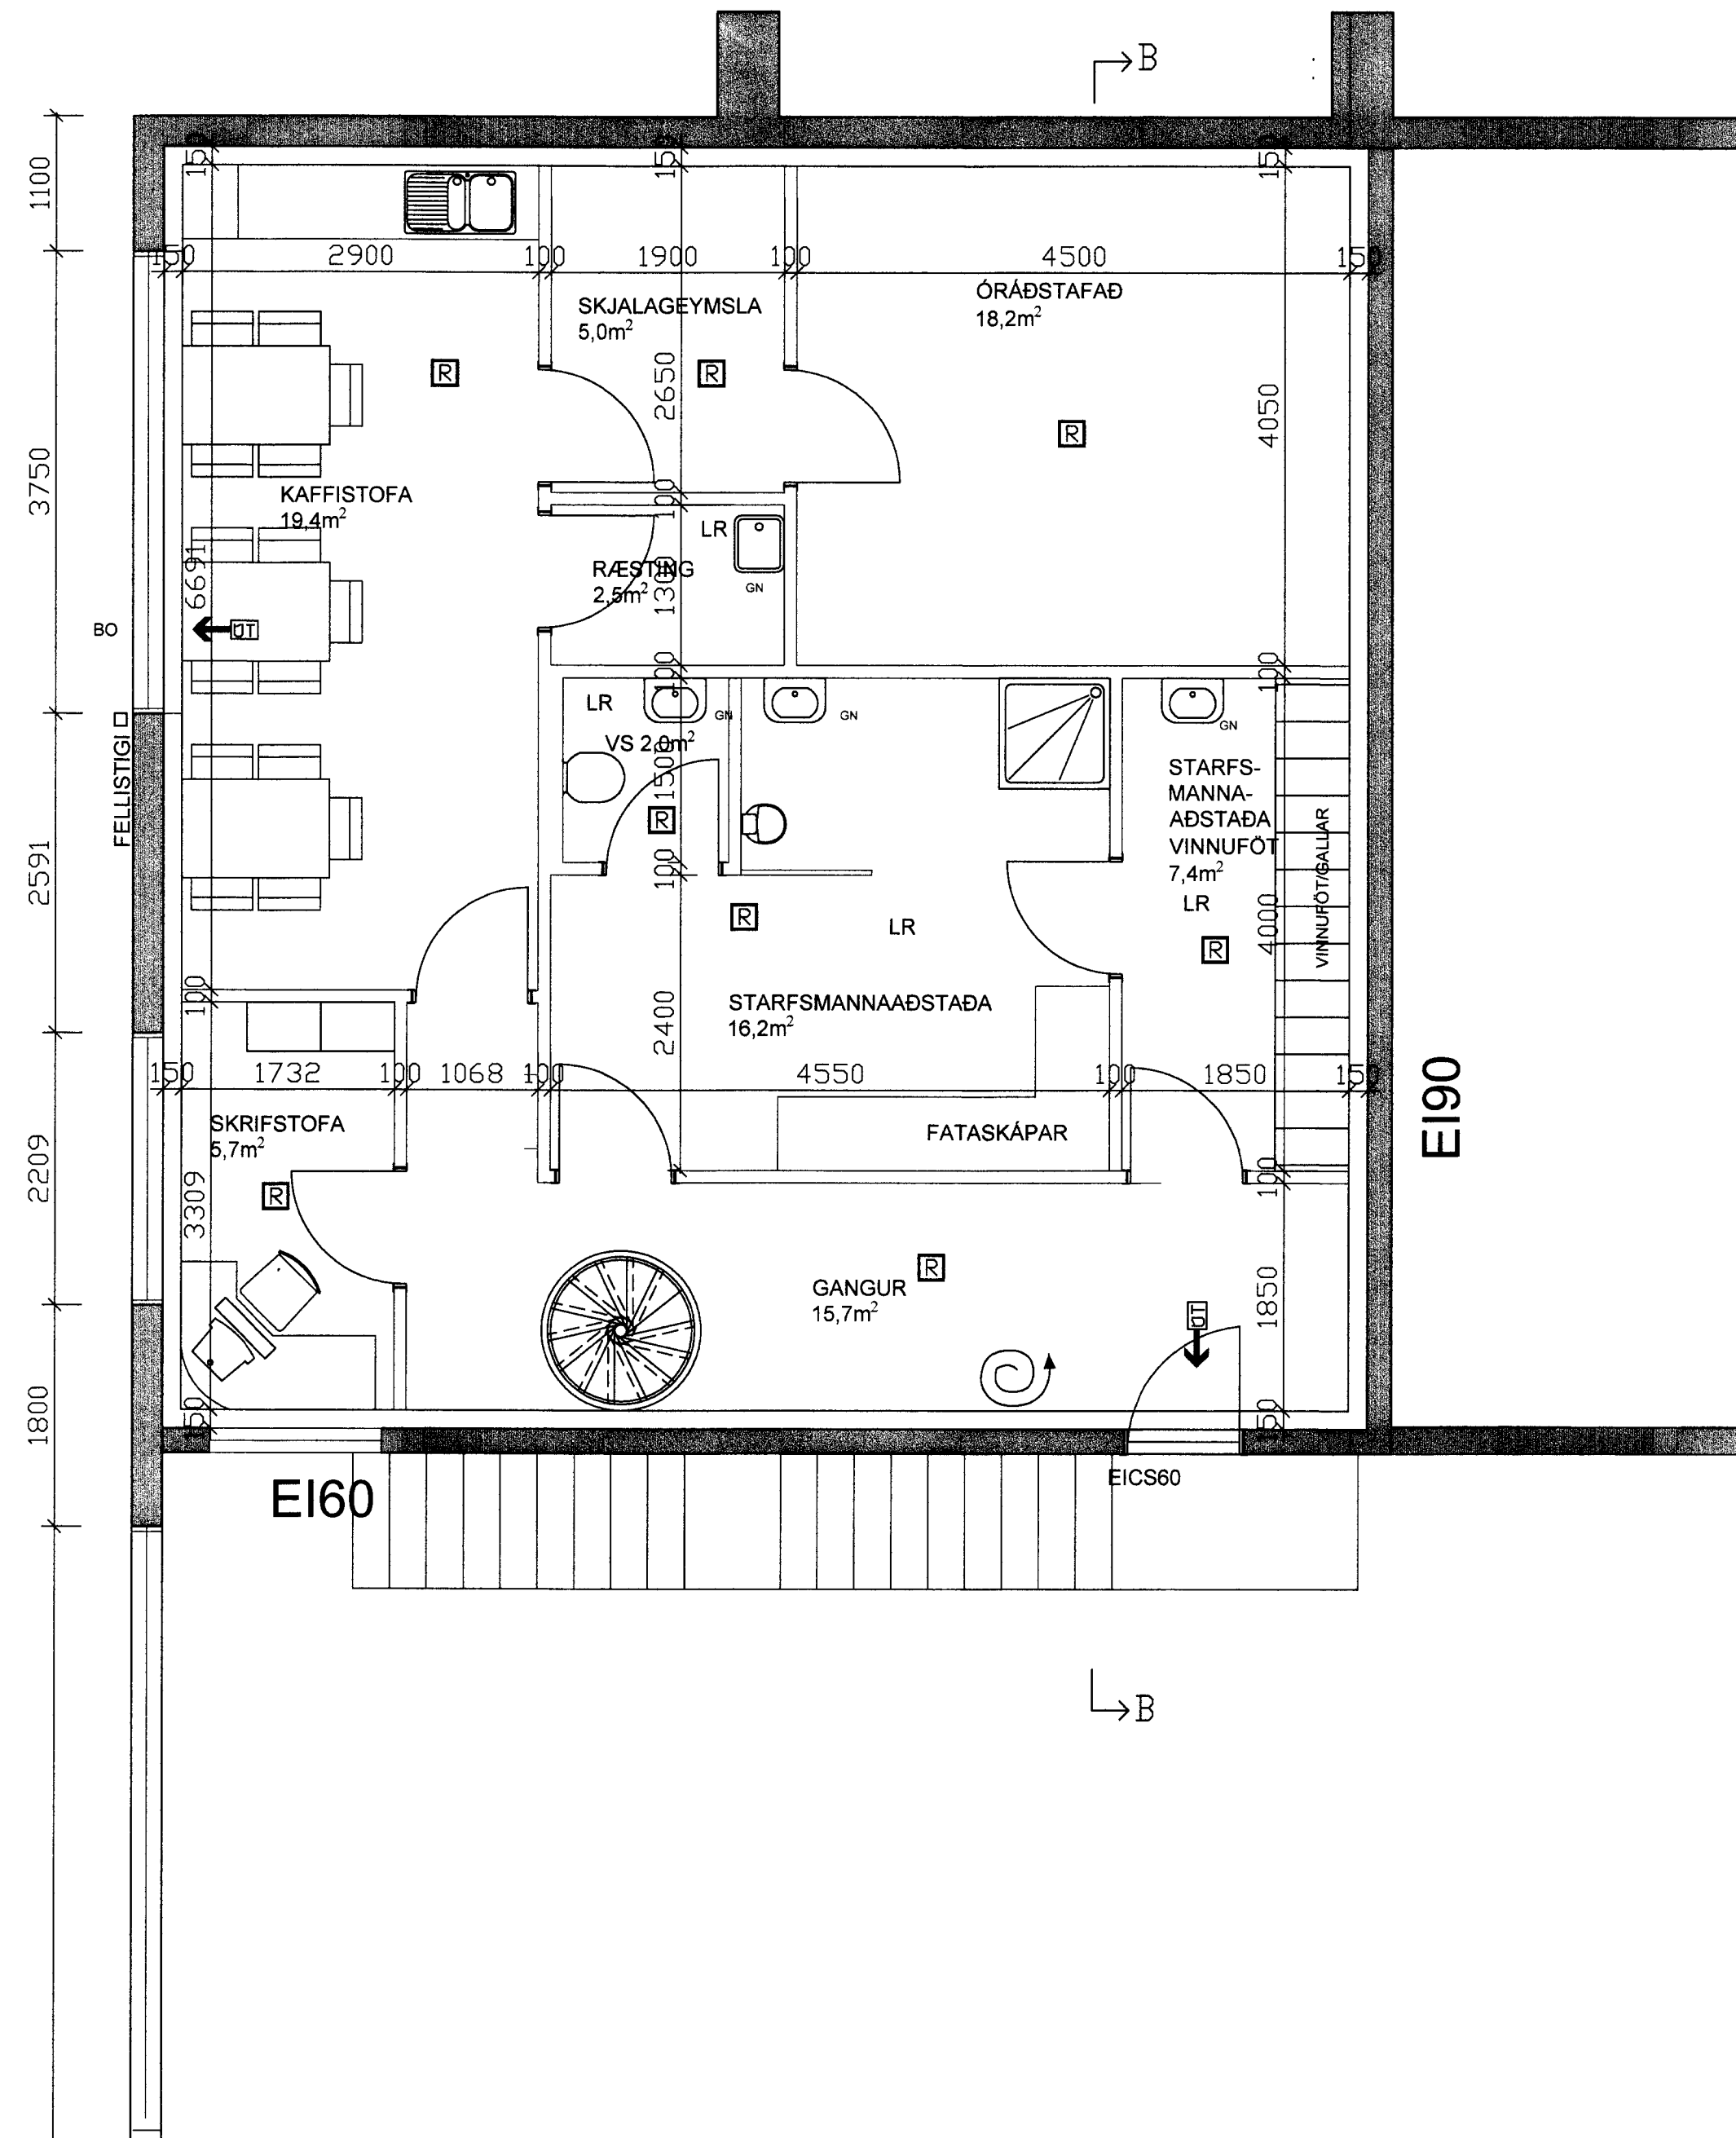 B
150
150
150
1100
150
2900
100
1900
100
4500
150
SKJALAGEYMSLA
5,0m²
ÓRÁÐSTAFAÐ
18,2m²
R
R
R
2650
4050
3750
KAFFISTOFA
19,4m²
100
LR
RÆSTING
2,5m²
1300
GN
6691
BO
ÚT
100
100
LR
GN
GN
GN
VS 2,0m²
1500
FELLISTIGI
STARFS-
MANNA-
AÐSTAÐA
VINNUFÖT
7,4m²
LR
VINNUFÖT/GALLAR
R
100
2591
R
LR
4000
R
100
STARFSMANNAAÐSTAÐA
16,2m²
2400
150
1732
100
1068
100
4550
100
1850
150
EI90
SKRIFSTOFA
5,7m²
FATASKÁPAR
2209
R
3309
100
R
GANGUR
15,7m²
1850
ÚT
1800
150
150
EI60
EICS60
B